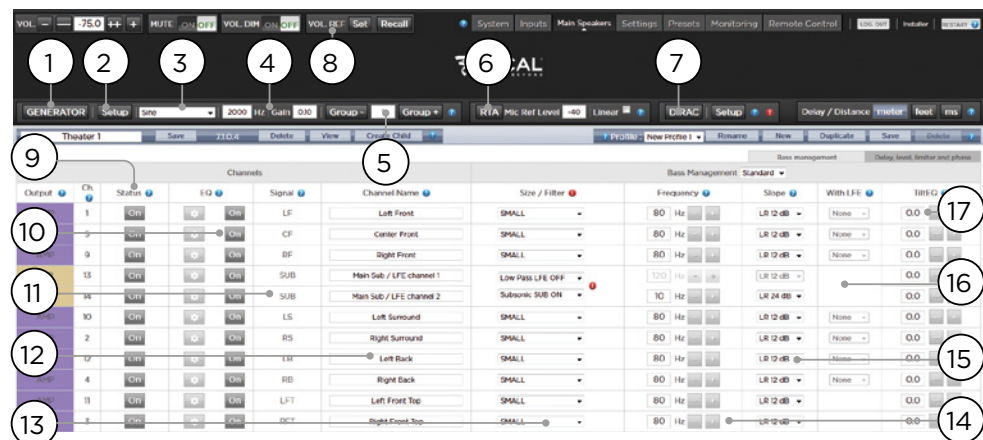 VOL. -75.0 ++ + MUTE ON OFF VOL. DIM ON OFF VOL. REF Set Recall System Inputs Main Speakers Settings Presets Monitoring Remote Control LOG OUT Installer RESTART
1 2 3 4 8 6 7
GENERATOR Setup Sine 2000 Hz Gain 0.10 Group - Group + RTA Mic Ref Level -40 Linear DIRAC Setup Delay / Distance meter feet ms
Theater 1 Save 7.1.0.4 Delete View Create Child Profile: New Profile 1 Rename New Duplicate Save Delete
5
9
Bass management Delay, level, limiter and phase
Channels Bass Management Standard
Output Ch. Status EQ Signal Channel Name Size / Filter Frequency Slope With LFE TiltEQ
1 On On LF Left Front SMALL 80 Hz LR 12 dB None 0.0 17
10 On On CF Center Front SMALL 80 Hz LR 12 dB None 0.0
9 On On RF Right Front SMALL 80 Hz LR 12 dB None 0.0
13 On On SUB Main Sub / LFE channel 1 Low Pass LFE OFF 120 Hz LR 12 dB 0.0
11 14 On On SUB Main Sub / LFE channel 2 Subsonic SUB ON 10 Hz LR 24 dB 0.0 16
10 On On LS Left Surround SMALL 80 Hz LR 12 dB None 0.0
2 On On RS Right Surround SMALL 80 Hz LR 12 dB None 0.0
12 12 On On LB Left Back SMALL 80 Hz LR 12 dB None 0.0 15
AMP 4 On On RB Right Back SMALL 80 Hz LR 12 dB None 0.0
AMP 11 On On LFT Left Front Top SMALL 80 Hz LR 12 dB None 0.0
13 3 On On Right Front Top SMALL 80 Hz LR 12 dB None 0.0 14